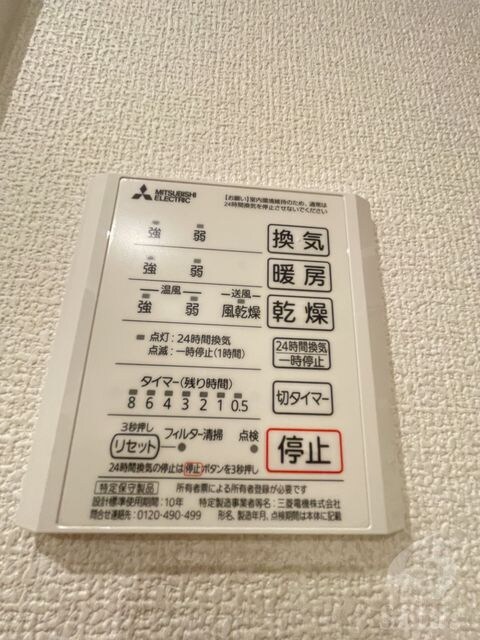 MITSUBISHI
ELECTRIC
【お願い】室内環境維持のため、通常は
24時間換気を停止させないでください
強 弱 換気
強 弱 暖房
温風 送風
強 弱 風乾燥 乾燥
点灯:24時間換気
点滅:一時停止(1時間)
24時間換気
一時停止
タイマー(残り時間)
8 6 4 3 2 1 0.5
切タイマー
3秒押し
リセット フィルター清掃 点検 停止
24時間換気の停止は停止ボタンを3秒押し
特定保守製品 所有者票による所有者登録が必要です
設計標準使用期間:10年 特定製造事業者等名:三菱電機株式会社
問合せ連絡先:0120-490-499 形名、製造年月、点検期間は本体に記載